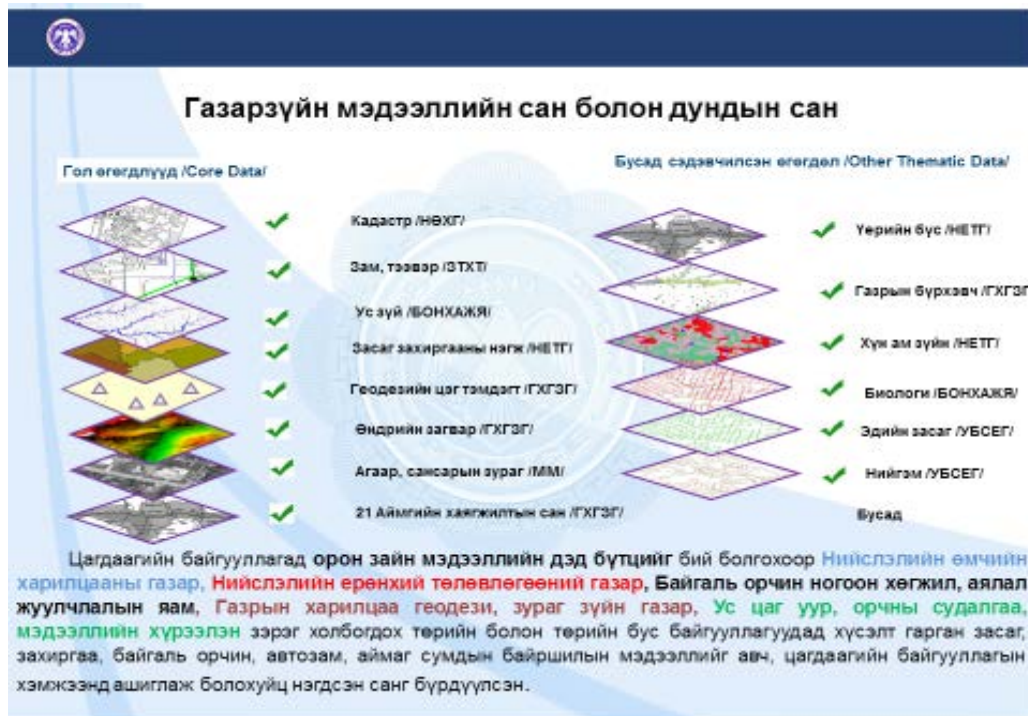 Газарзүйн мэдээллийн сан болон дундын сан
Гол өгөгдлүүд /Core Data/
Кадастр /НӨХГ/
Зам, тээвэр /ЗТХТ/
Ус зүй /БОНХАЖЯ/
Засаг захиргааны нэгж /НЕТГ/
Геодезийн цэг тэмдэгт /ГХГЗГ/
Өндрийн загвар /ГХГЗГ/
Агаар, сансарын зураг /ММ/
21 Аймгийн хаягжилтын сан /ГХГЗГ/
Бусад сэдэвчилсэн өгөгдөл /Other Thematic Data/
Үерийн бүс /НЕТГ/
Газрын бүрхэвч /ГХГЗГ
Хүн ам зүйн /НЕТГ/
Биологи /БОНХАЖЯ/
Эдийн засаг /УБСЕГ/
Нийгэм /УБСЕГ/
Бусад
Цагдаагийн байгууллагад орон зайн мэдээллийн дэд бүтцийг бий болгохоор Нийслэлийн өмчийн
харилцааны газар, Нийслэлийн ерөнхий төлөвлөгөөний газар, Байгаль орчин ногоон хөгжил, аялал
жуулчлалын яам, Газрын харилцаа геодези, зураг зүйн газар, Ус цаг уур, орчны судалгаа,
мэдээллийн хүрээлэн зэрэг холбогдох төрийн болон төрийн бус байгууллагуудад хүсэлт гарган засаг,
захиргаа, байгаль орчин, автозам, аймаг сумдын байршилын мэдээллийг авч, цагдаагийн байгууллагын
хэмжээнд ашиглаж болохуйц нэгдсэн санг бүрдүүлсэн.